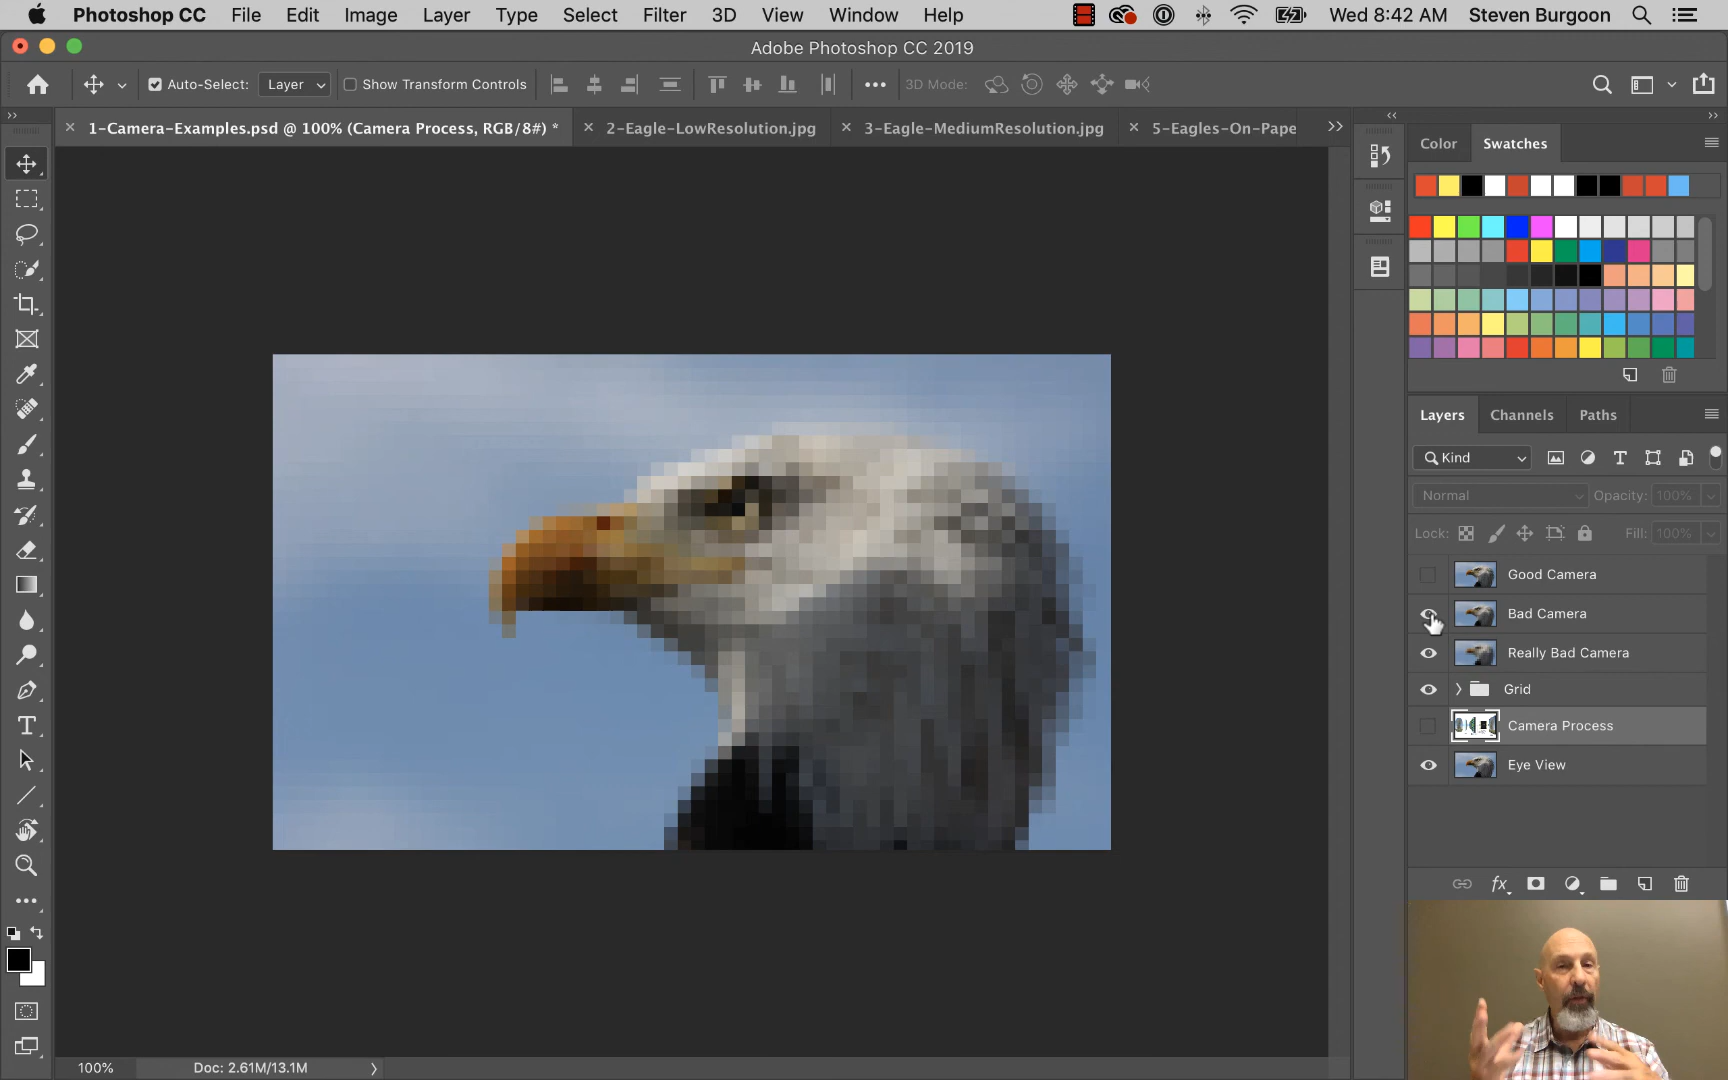 Photoshop CC File Edit Image Layer Type Select Filter 3D View Window Help Wed 8:42 AM Steven Burgoon
Adobe Photoshop CC 2019
Auto-Select: Layer Show Transform Controls 3D Mode:
1-Camera-Examples.psd @ 100% (Camera Process, RGB/8#) * 2-Eagle-LowResolution.jpg 3-Eagle-MediumResolution.jpg 5-Eagles-On-Pape
Color Swatches
Layers Channels Paths
Kind
Normal Opacity: 100%
Lock: Fill: 100%
Good Camera
Bad Camera
Really Bad Camera
Grid
Camera Process
Eye View
fx
100% Doc: 2.61M/13.1M